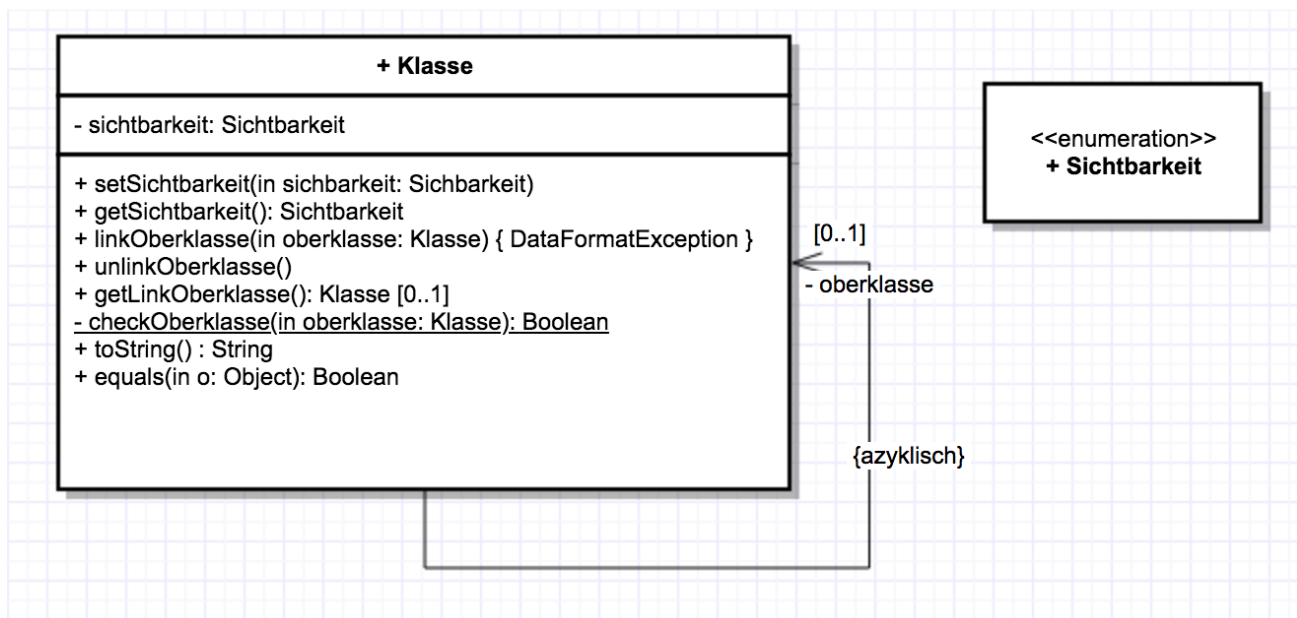 + Klasse
- sichtbarkeit: Sichtbarkeit
+ setSichtbarkeit(in sichbarkeit: Sichbarkeit)
+ getSichtbarkeit(): Sichtbarkeit
+ linkOberklasse(in oberklasse: Klasse) { DataFormatException }
+ unlinkOberklasse()
+ getLinkOberklasse(): Klasse [0..1]
- checkOberklasse(in oberklasse: Klasse): Boolean
+ toString() : String
+ equals(in o: Object): Boolean
[0..1]
- oberklasse
{azyklisch}
<<enumeration>>
+ Sichtbarkeit